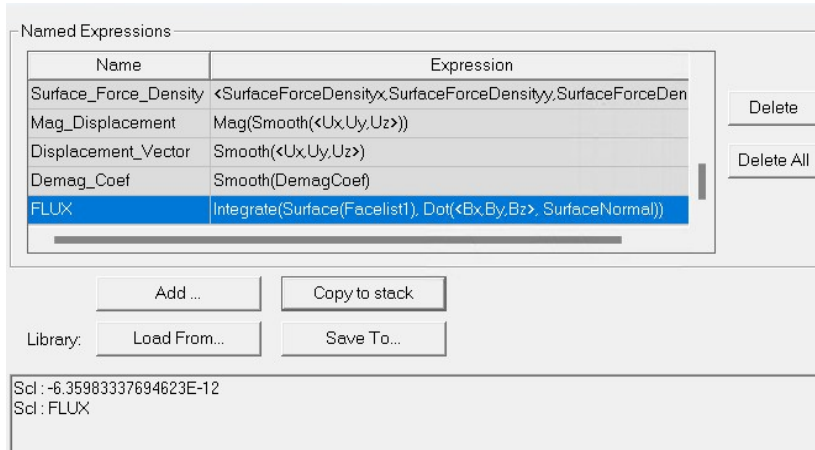 Named Expressions
Name Expression
Surface_Force_Density <SurfaceForceDensityx,SurfaceForceDensityy,SurfaceForceDen
Mag_Displacement Mag(Smooth(<Ux,Uy,Uz>))
Displacement_Vector Smooth(<Ux,Uy,Uz>)
Demag_Coef Smooth(DemagCoef)
FLUX Integrate(Surface(Facelist1), Dot(<Bx,By,Bz>, SurfaceNormal))
Delete
Delete All
Add ... Copy to stack
Library: Load From... Save To...
Scl : -6.35983337694623E-12
Scl : FLUX